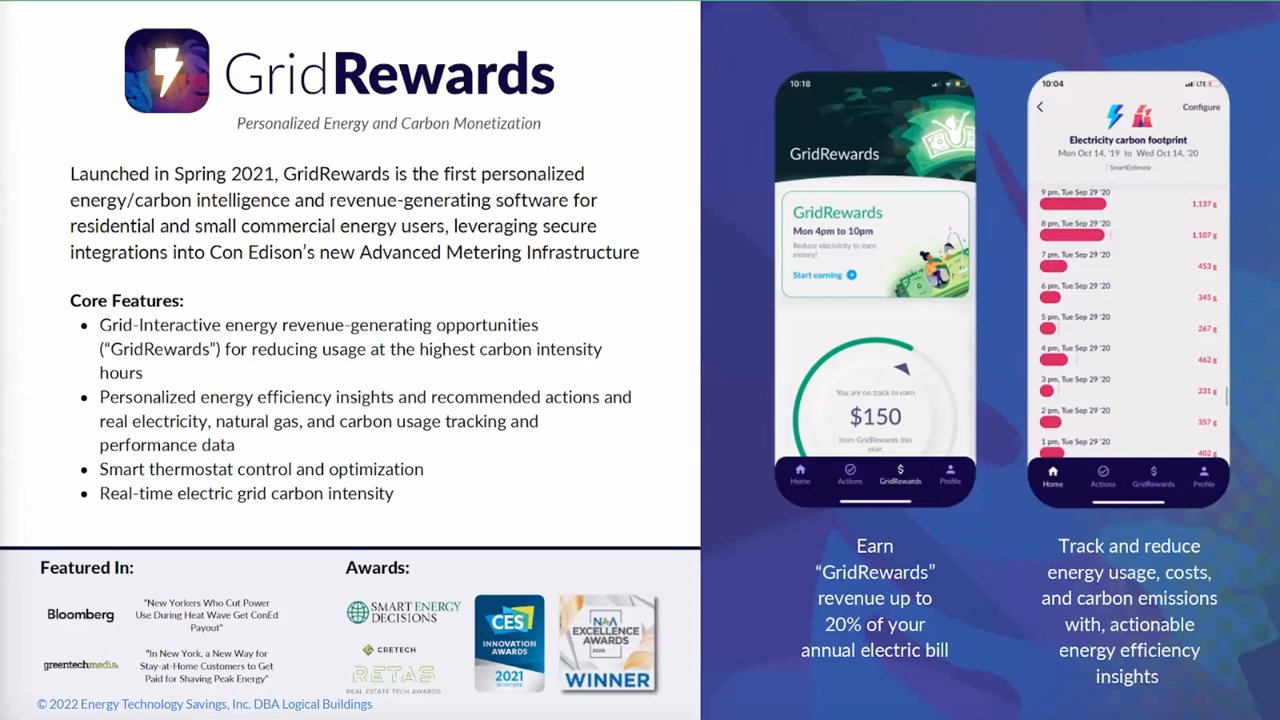 GridRewards
Personalized Energy and Carbon Monetization
Launched in Spring 2021, GridRewards is the first personalized
energy/carbon intelligence and revenue-generating software for
residential and small commercial energy users, leveraging secure
integrations into Con Edison's new Advanced Metering Infrastructure
Core Features:
• Grid-Interactive energy revenue-generating opportunities
("GridRewards") for reducing usage at the highest carbon intensity
hours
• Personalized energy efficiency insights and recommended actions and
real electricity, natural gas, and carbon usage tracking and
performance data
• Smart thermostat control and optimization
• Real-time electric grid carbon intensity
Featured In:
Bloomberg
"New Yorkers Who Cut Power
Use During Heat Wave Get ConEd
Payout"
greentechmedia:
"In New York, a New Way for
Stay-at-Home Customers to Get
Paid for Shaving Peak Energy"
Awards:
SMART ENERGY
DECISIONS
CRETECH
RETAS
REAL ESTATE TECH AWARDS
CES
INNOVATION
AWARDS
2021
HONOREE
NAA
EXCELLENCE
AWARDS
2020
WINNER
© 2022 Energy Technology Savings, Inc. DBA Logical Buildings
10:18
GridRewards
GridRewards
Mon 4pm to 10pm
Reduce electricity to earn
money!
Start earning
You are on track to earn
$150
from GridRewards this
year.
Home
Actions
GridRewards
Profile
Earn
"GridRewards"
revenue up to
20% of your
annual electric bill
10:04
LTE
Configure
Electricity carbon footprint
Mon Oct 14, '19 to Wed Oct 14, '20
SmartEstimate
9 pm, Tue Sep 29 '20
1,137 g
8 pm, Tue Sep 29 '20
1,107 g
7 pm, Tue Sep 29 '20
453 g
6 pm, Tue Sep 29 '20
345 g
5 pm, Tue Sep 29 '20
267 g
4 pm, Tue Sep 29 '20
462 g
3 pm, Tue Sep 29 '20
231 g
2 pm, Tue Sep 29 '20
357 g
1 pm, Tue Sep 29 '20
402 g
Home
Actions
GridRewards
Profile
Track and reduce
energy usage, costs,
and carbon emissions
with, actionable
energy efficiency
insights